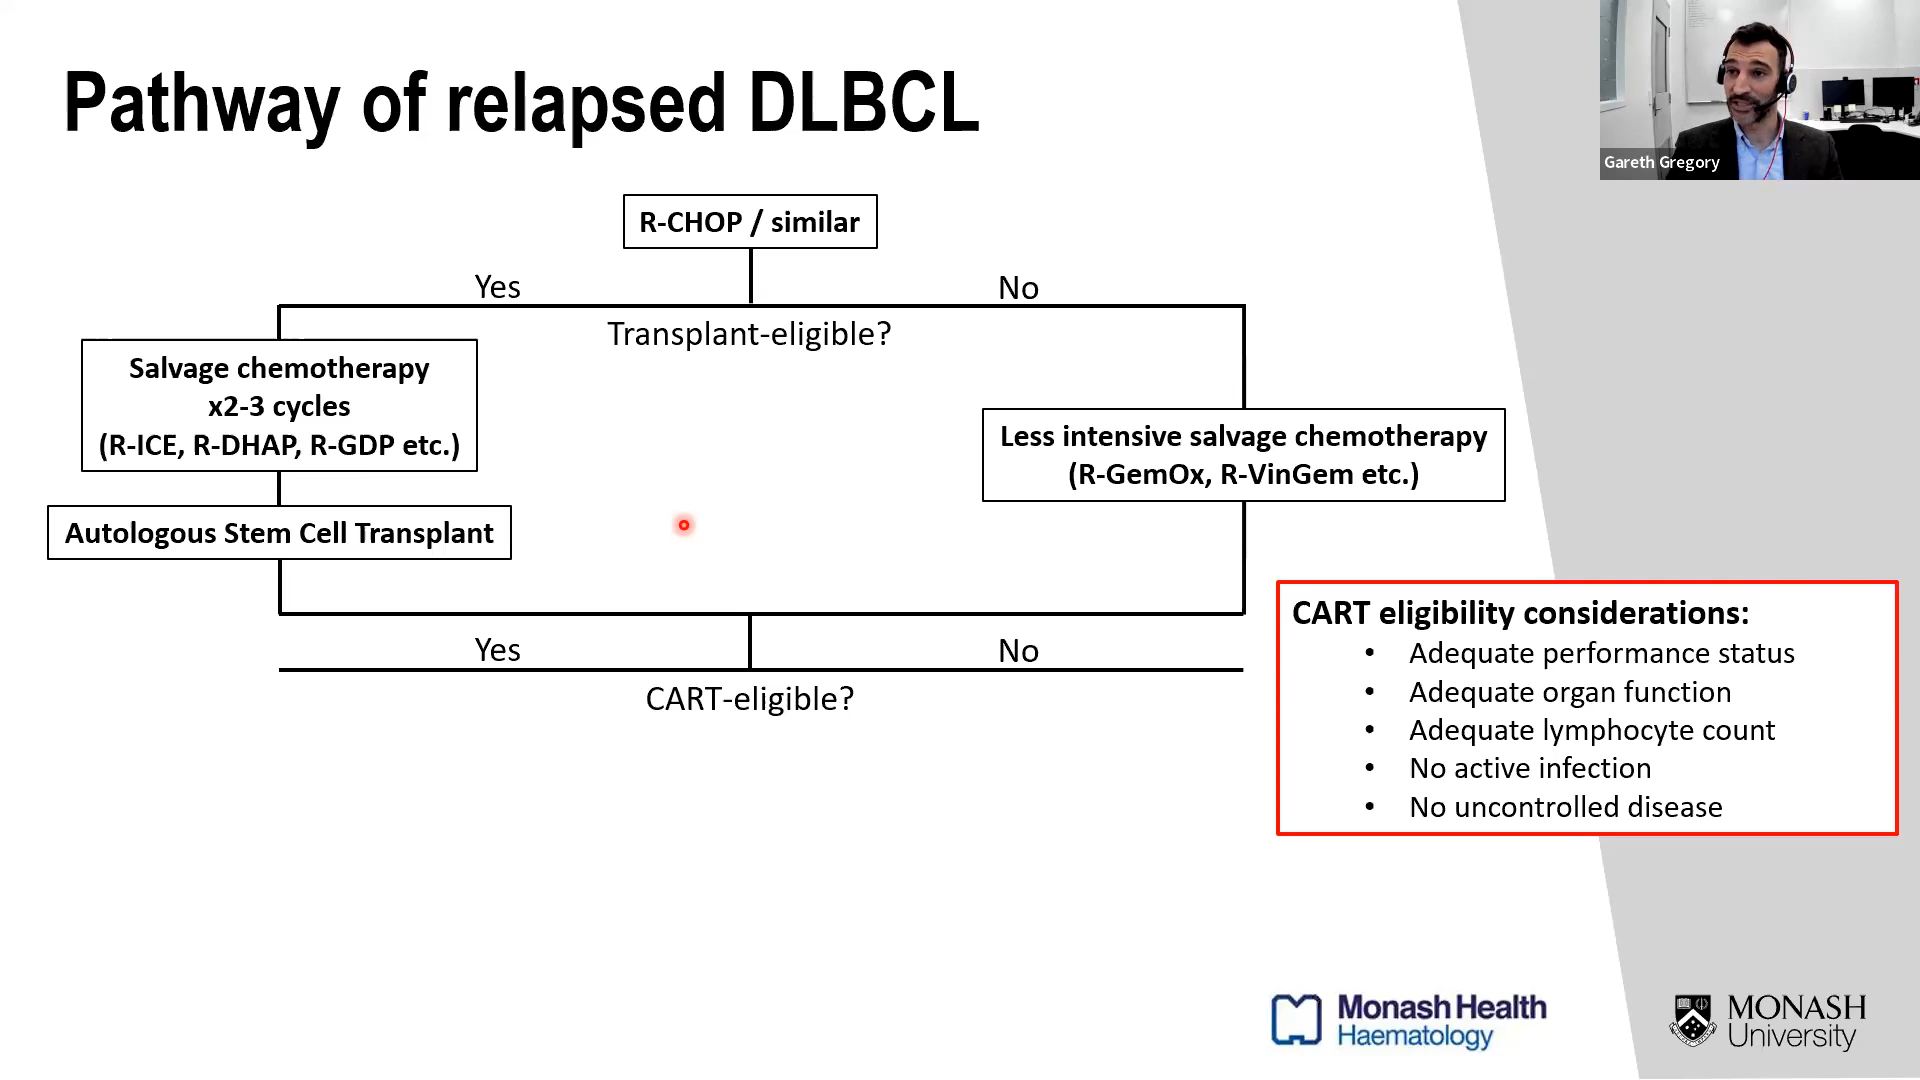 Pathway of relapsed DLBCL
Gareth Gregory
R-CHOP / similar
Yes
No
Transplant-eligible?
Salvage chemotherapy
x2-3 cycles
(R-ICE, R-DHAP, R-GDP etc.)
Less intensive salvage chemotherapy
(R-GemOx, R-VinGem etc.)
Autologous Stem Cell Transplant
Yes
No
CART-eligible?
CART eligibility considerations:
• Adequate performance status
• Adequate organ function
• Adequate lymphocyte count
• No active infection
• No uncontrolled disease
Monash Health
Haematology
MONASH
University